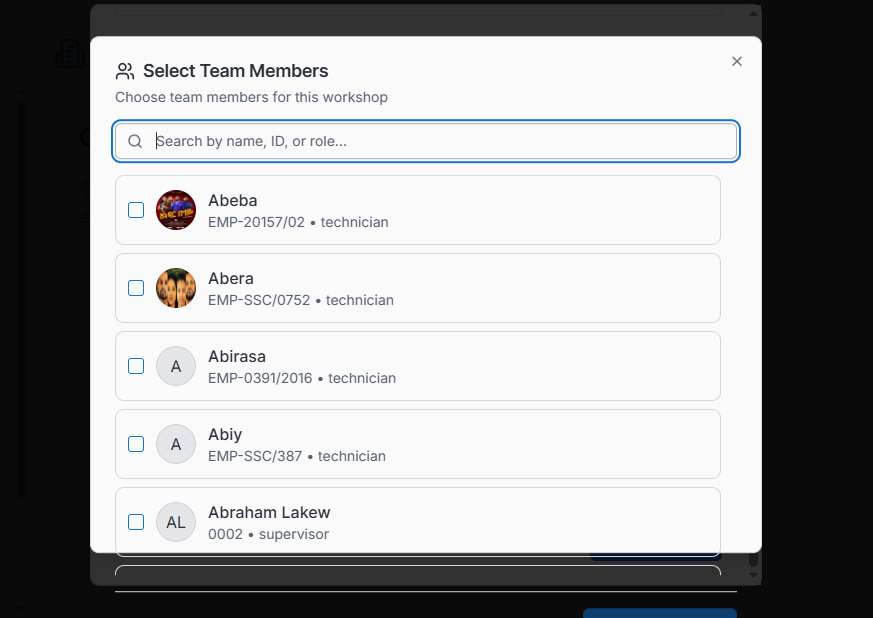 Select Team Members
Choose team members for this workshop
Search by name, ID, or role...
Abeba
EMP-20157/02 • technician
Abera
EMP-SSC/0752 • technician
A
Abirasa
EMP-0391/2016 • technician
A
Abiy
EMP-SSC/387 • technician
AL
Abraham Lakew
0002 • supervisor